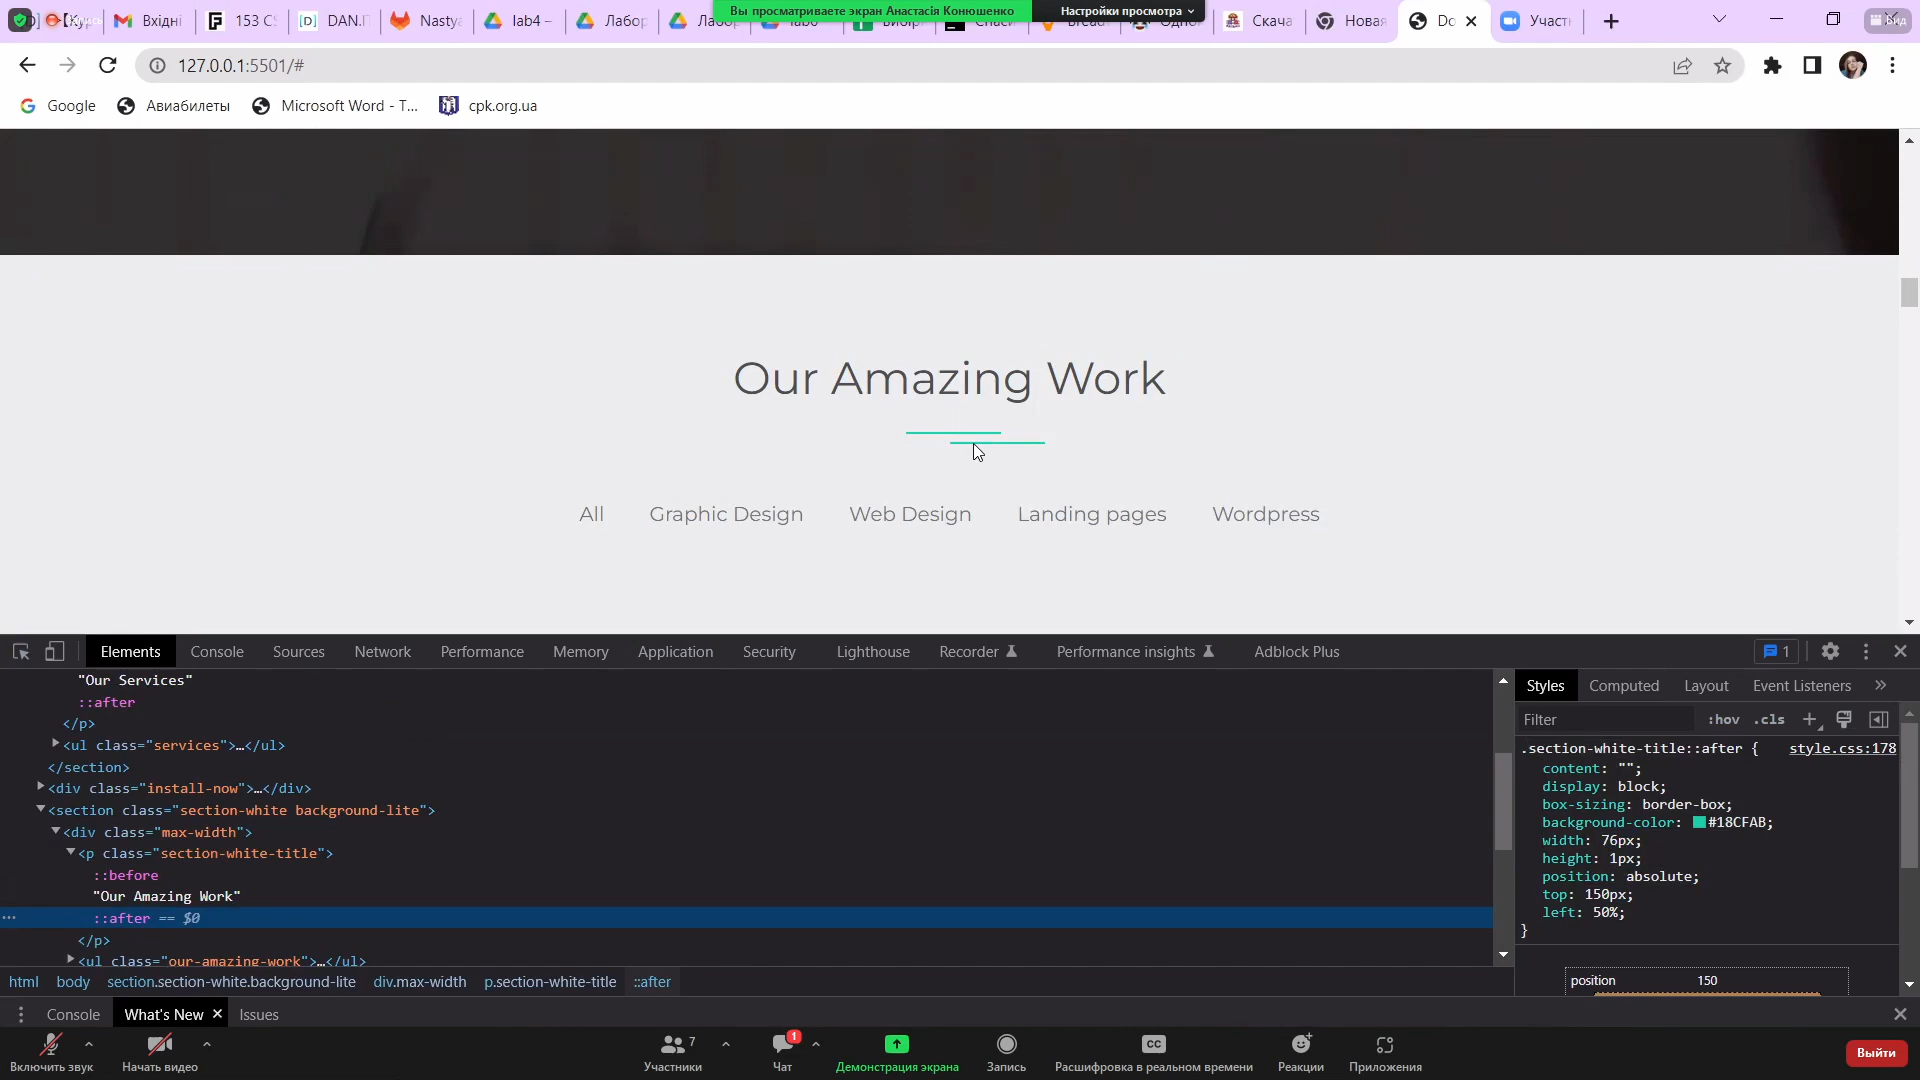 Вы просматриваете экран Анастасія Конюшенко
Настройки просмотра
Вхідні
153 С
DAN.I
Nasty
lab4 –
Лабор
Скача
Новая
Do
Участ
Вид
127.0.0.1:5501/#
Google
Авиабилеты
Microsoft Word - T...
cpk.org.ua
Our Amazing Work
All
Graphic Design
Web Design
Landing pages
Wordpress
Elements
Console
Sources
Network
Performance
Memory
Application
Security
Lighthouse
Recorder
Performance insights
Adblock Plus
1
"Our Services"
::after
</p>
<ul class="services">…</ul>
</section>
<div class="install-now">…</div>
<section class="section-white background-lite">
<div class="max-width">
<p class="section-white-title">
::before
"Our Amazing Work"
::after == $0
</p>
<ul class="our-amazing-work">…</ul>
html
body
section.section-white.background-lite
div.max-width
p.section-white-title
::after
Styles
Computed
Layout
Event Listeners
Filter
:hov
.cls
.section-white-title::after {
style.css:178
content: "";
display: block;
box-sizing: border-box;
background-color: #18CFAB;
width: 76px;
height: 1px;
position: absolute;
top: 150px;
left: 50%;
}
position
150
Console
What's New
Issues
Включить звук
Начать видео
Участники
7
Чат
1
Демонстрация экрана
Запись
Расшифровка в реальном времени
Реакции
Приложения
Выйти